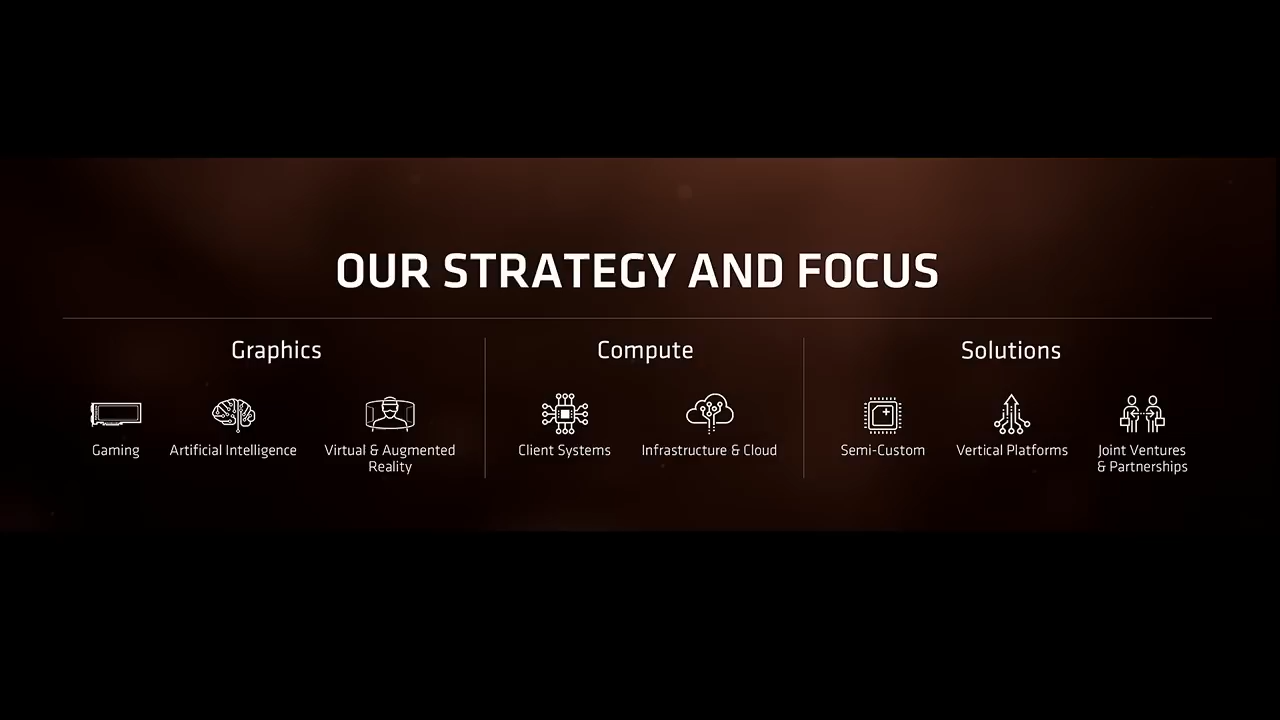 OUR STRATEGY AND FOCUS
Graphics
Gaming
Artificial Intelligence
Virtual & Augmented
Reality
Compute
Client Systems
Infrastructure & Cloud
Solutions
Semi-Custom
Vertical Platforms
Joint Ventures
& Partnerships